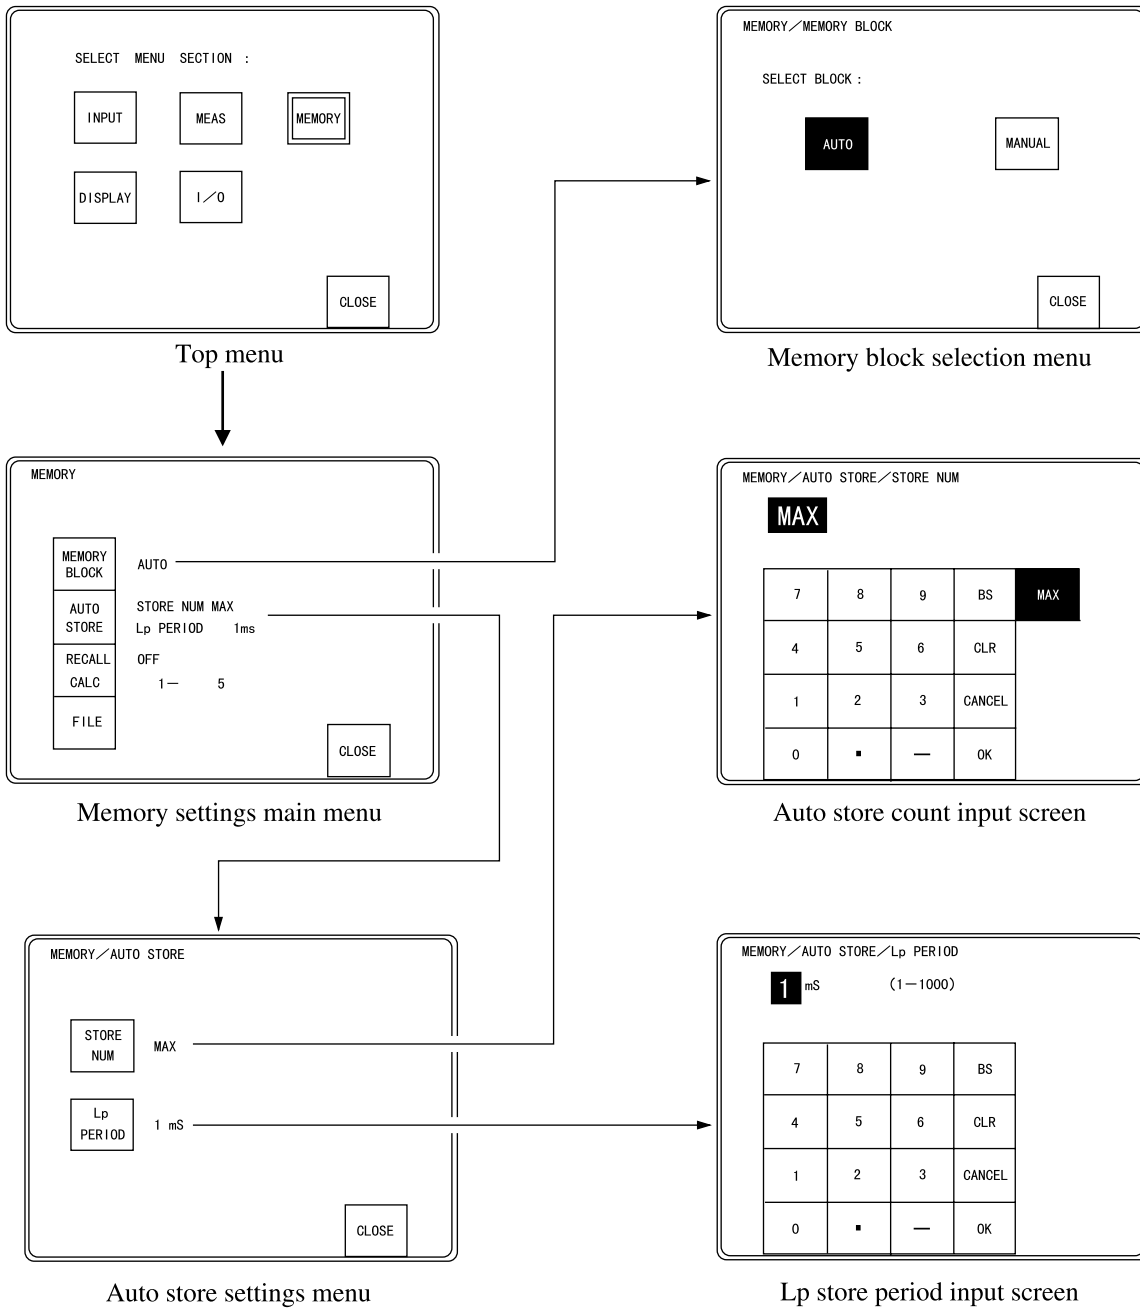 SELECT MENU SECTION :
INPUT MEAS MEMORY
DISPLAY I／O
CLOSE
Top menu
MEMORY／MEMORY BLOCK
SELECT BLOCK :
AUTO MANUAL
CLOSE
Memory block selection menu
MEMORY
MEMORY
BLOCK
AUTO
AUTO
STORE
STORE NUM MAX
Lp PERIOD 1ms
RECALL
CALC
OFF
1— 5
FILE
CLOSE
Memory settings main menu
MEMORY／AUTO STORE／STORE NUM
MAX
7 8 9 BS MAX
4 5 6 CLR
1 2 3 CANCEL
0 . — OK
Auto store count input screen
MEMORY／AUTO STORE
STORE
NUM
MAX
Lp
PERIOD
1 mS
CLOSE
Auto store settings menu
MEMORY／AUTO STORE／Lp PERIOD
1 mS (1—1000)
7 8 9 BS
4 5 6 CLR
1 2 3 CANCEL
0 . — OK
Lp store period input screen